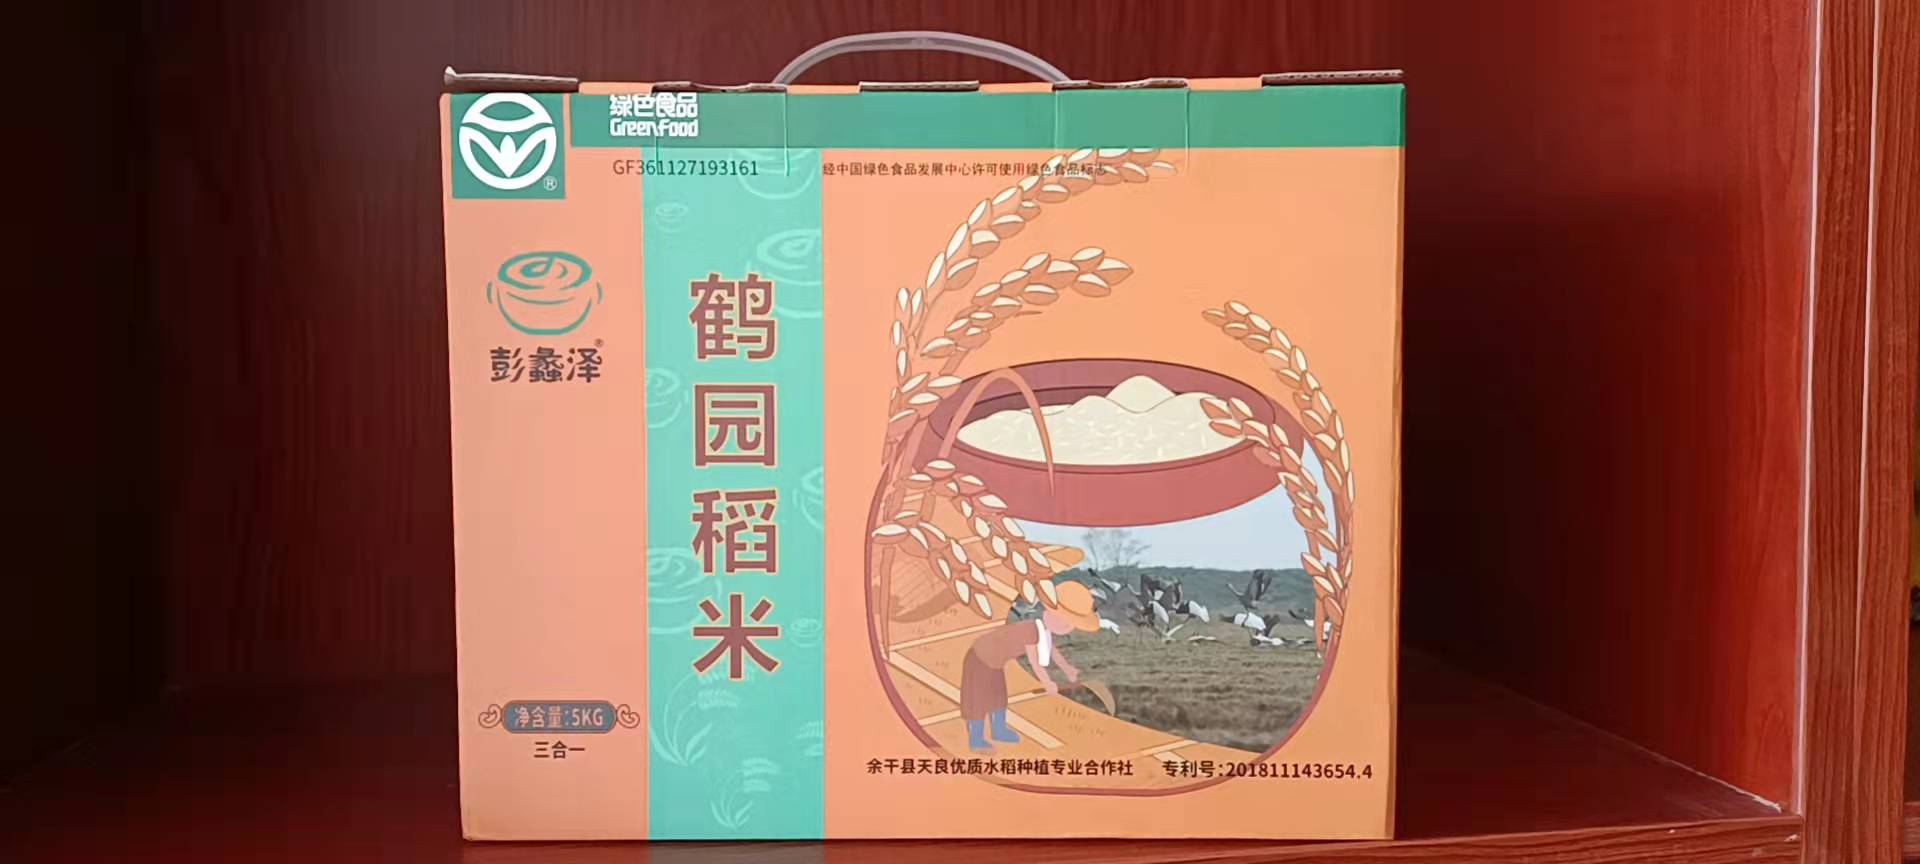 绿色食品
Greenfood
®
GF361127193161
经中国绿色食品发展中心许可使用绿色食品标志
彭蠡泽®
鹤园稻米
净含量:5KG
三合一
余干县天良优质水稻种植专业合作社
专利号:201811143654.4